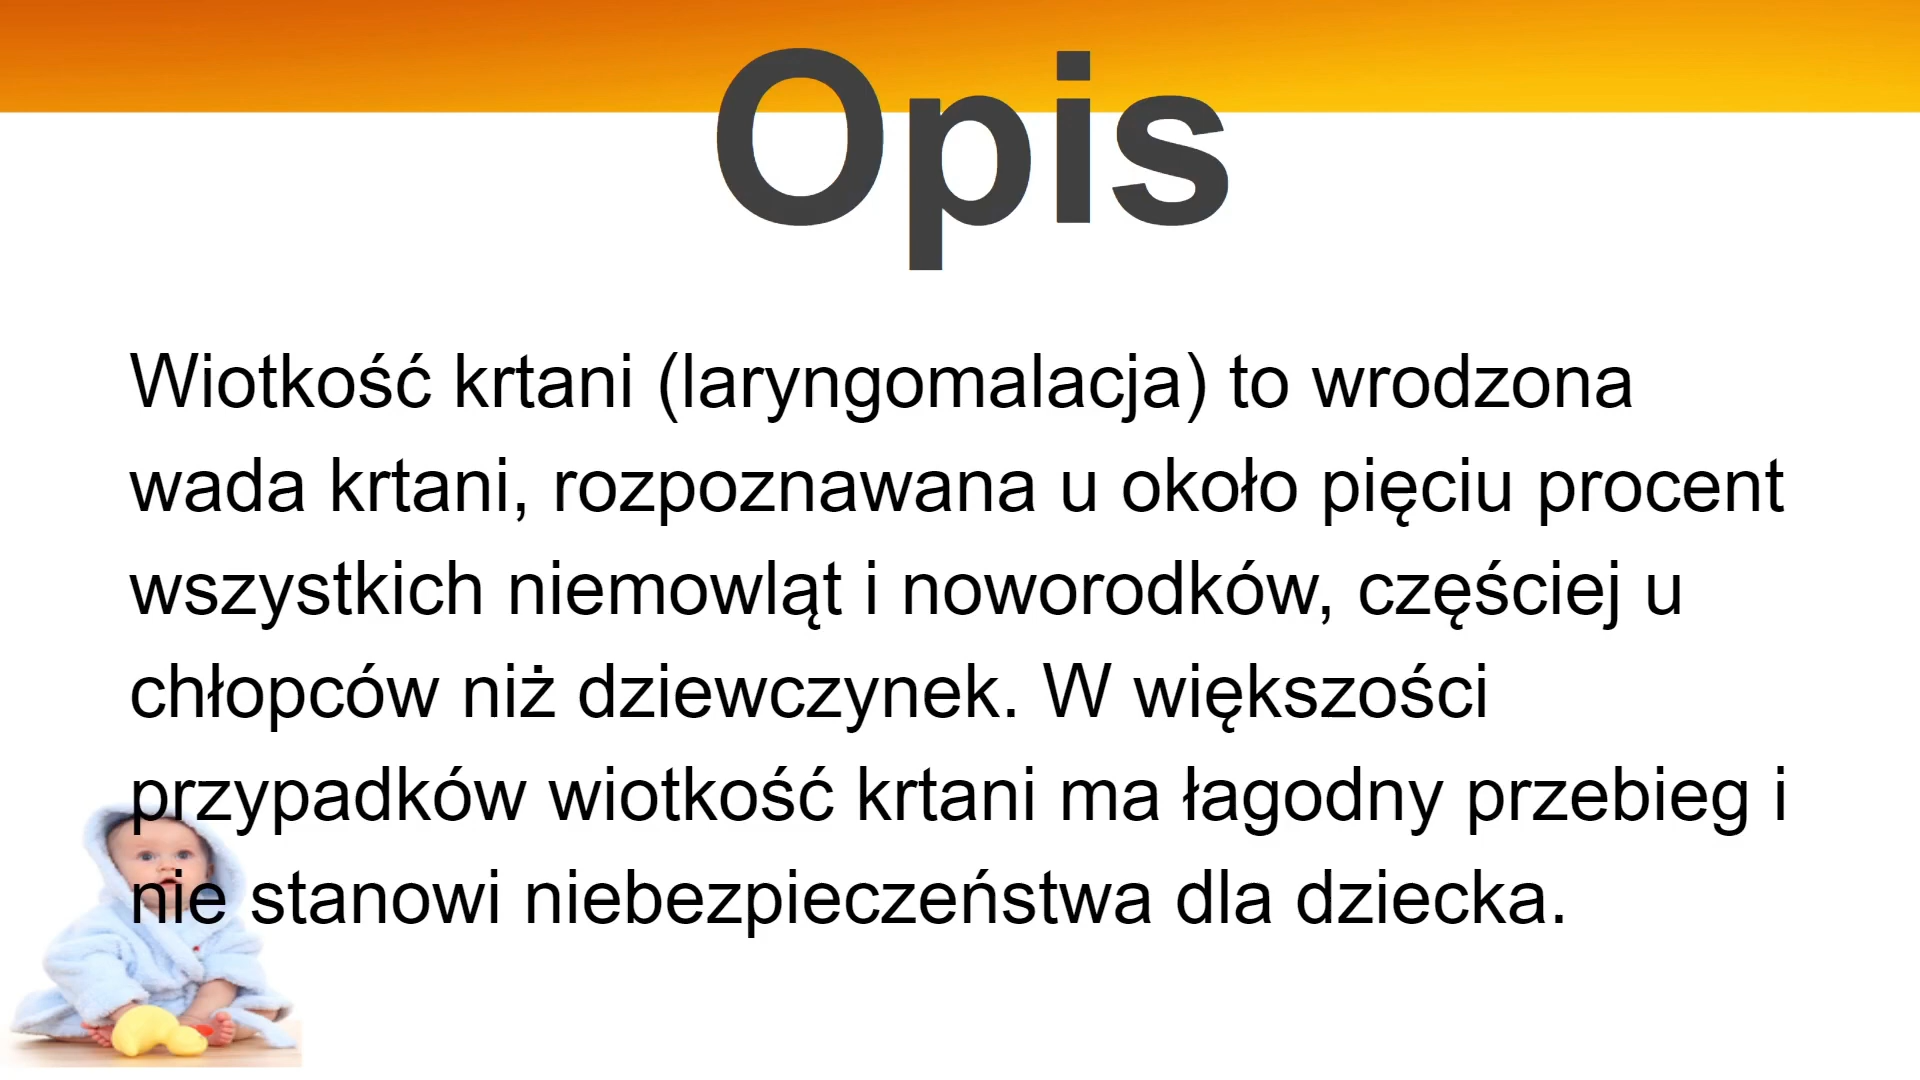 Opis
Wiotkość krtani (laryngomalacja) to wrodzona
wada krtani, rozpoznawana u około pięciu procent
wszystkich niemowląt i noworodków, częściej u
chłopców niż dziewczynek. W większości
przypadków wiotkość krtani ma łagodny przebieg i
nie stanowi niebezpieczeństwa dla dziecka.